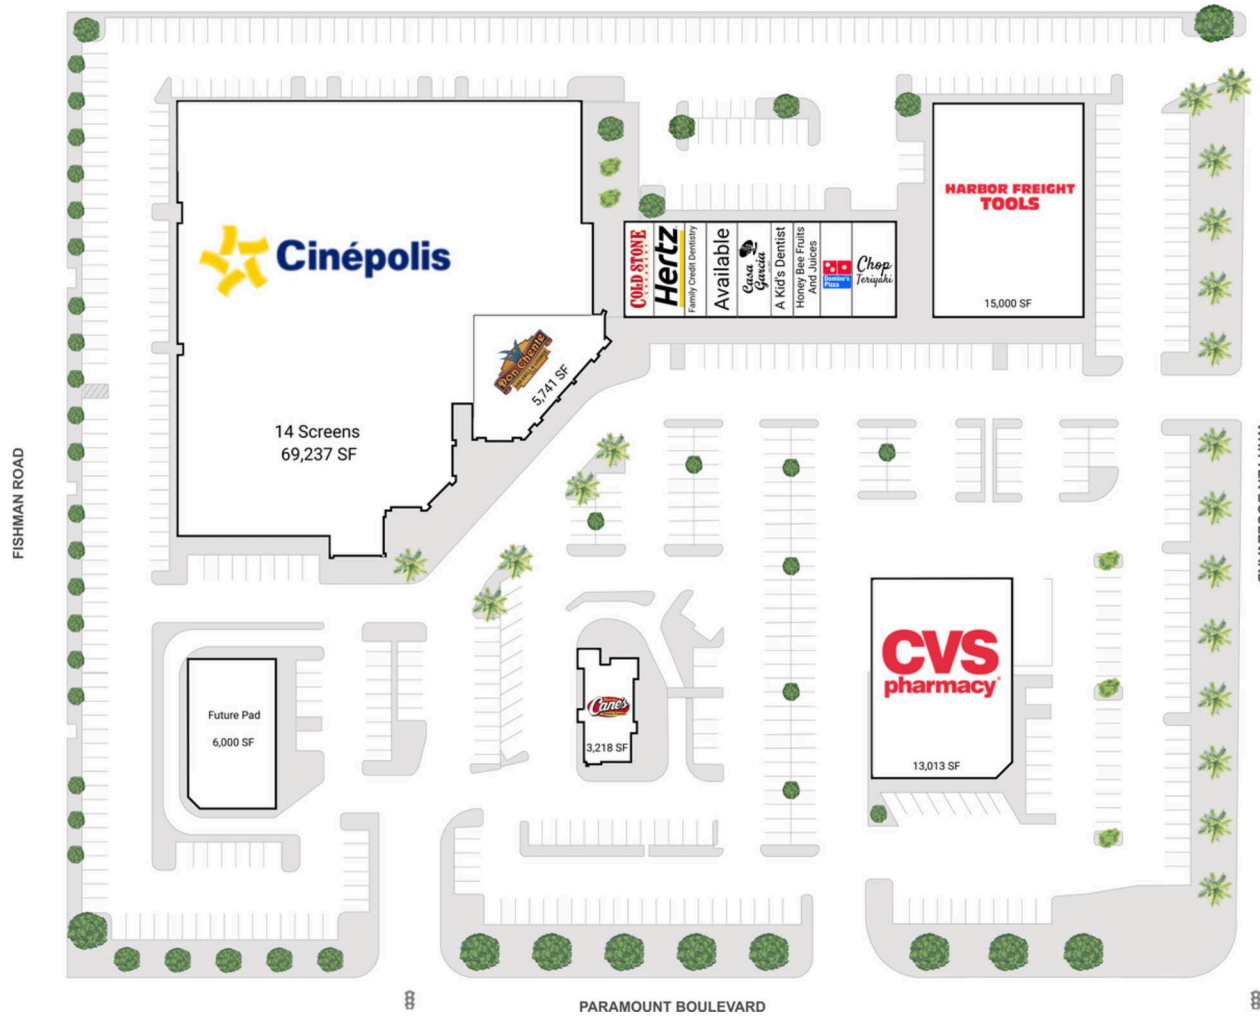 Cinépolis
14 Screens
69,237 SF
5,741 SF
Don Chente
COLD STONE
CREAMERY
Hertz
Family Credit Dentistry
Available
Casa
Garcia
A Kid's Dentist
Honey Bee Fruits
And Juices
Domino's
Pizza
Chop
Teriyaki
HARBOR FREIGHT
TOOLS
15,000 SF
FISHMAN ROAD
Future Pad
6,000 SF
Cane's
3,218 SF
CVS
pharmacy
13,013 SF
PARAMOUNT BOULEVARD